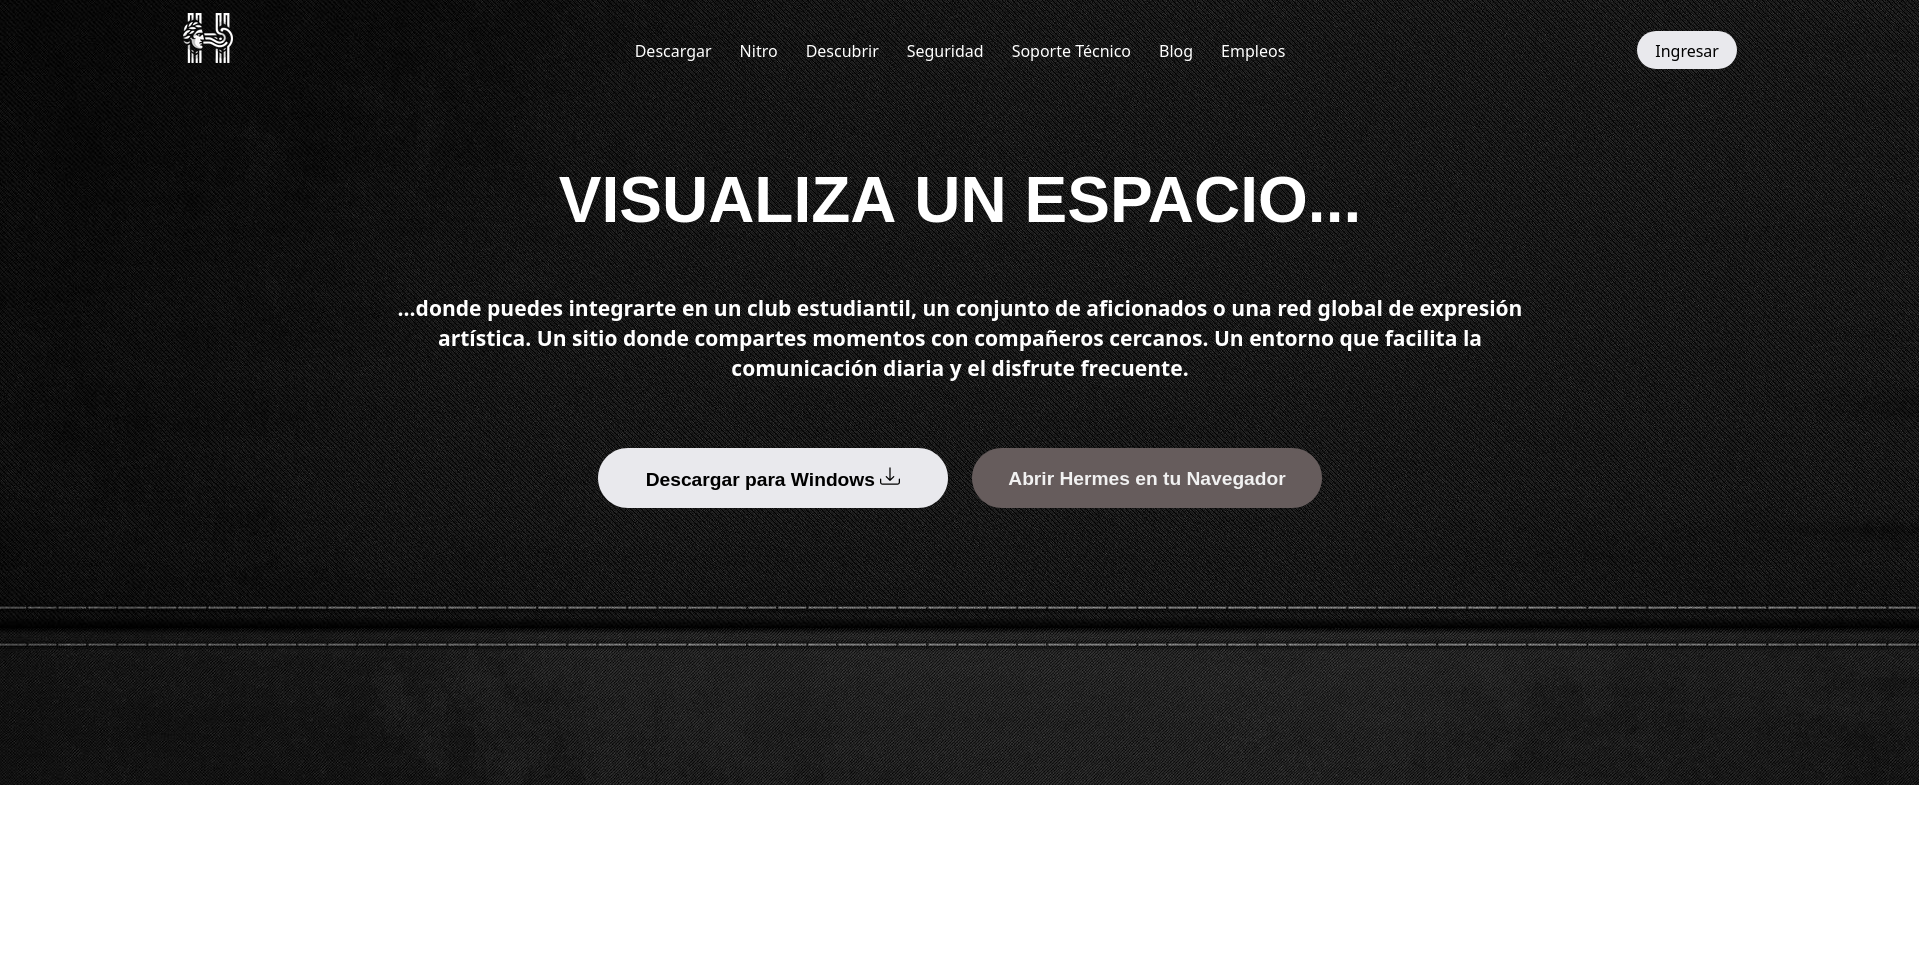 Descargar Nitro Descubrir Seguridad Soporte Técnico Blog Empleos Ingresar
VISUALIZA UN ESPACIO...
...donde puedes integrarte en un club estudiantil, un conjunto de aficionados o una red global de expresión
artística. Un sitio donde compartes momentos con compañeros cercanos. Un entorno que facilita la
comunicación diaria y el disfrute frecuente.
Descargar para Windows Abrir Hermes en tu Navegador